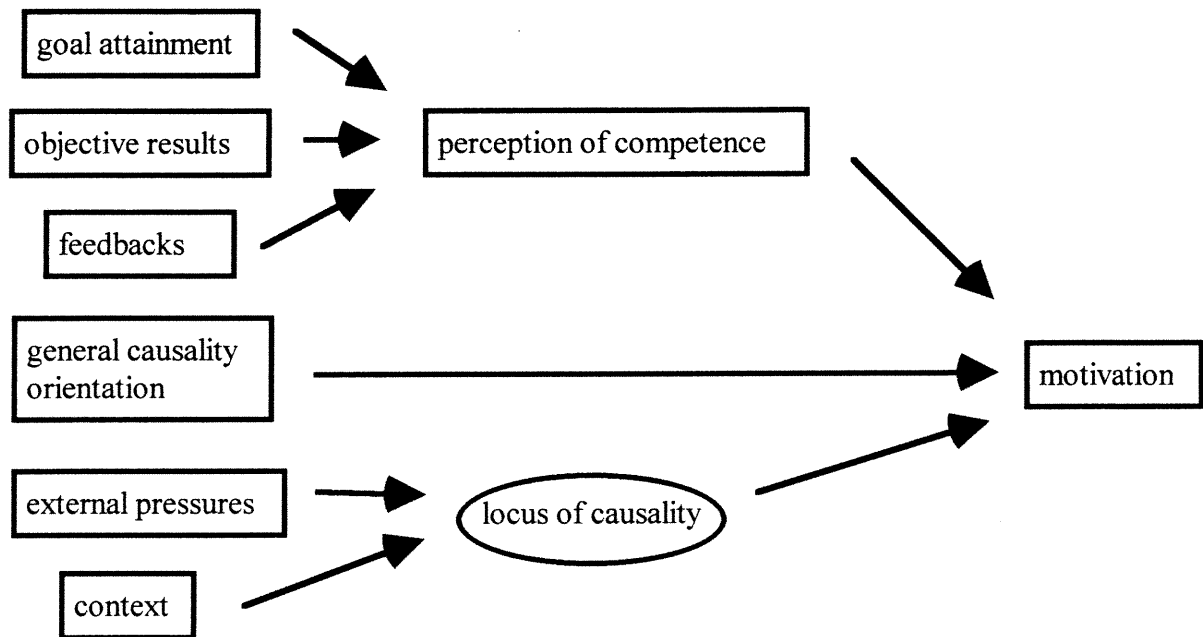 goal attainment
objective results
perception of competence
feedbacks
general causality
orientation
motivation
external pressures
locus of causality
context